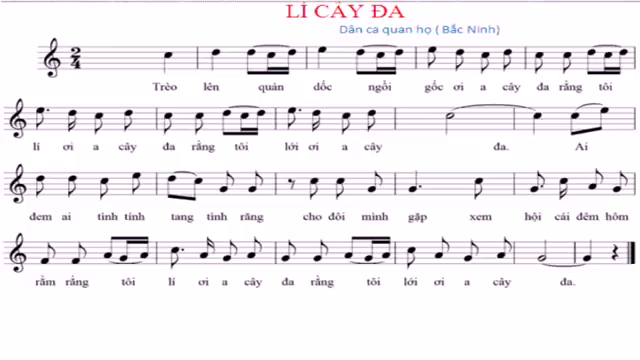 LÍ CÂY ĐA
Dân ca quan họ ( Bắc Ninh)
2
4
Trèo lên quán dốc ngồi gốc ơi a cây đa rằng tôi
lí ơi a cây đa rằng tôi lới ơi a cây đa. Ai
đem ai tình tính tang tình rằng cho đôi mình gặp xem hội cái đêm hôm
rằm rằng tôi lí ơi a cây đa rằng tôi lới ơi a cây đa.